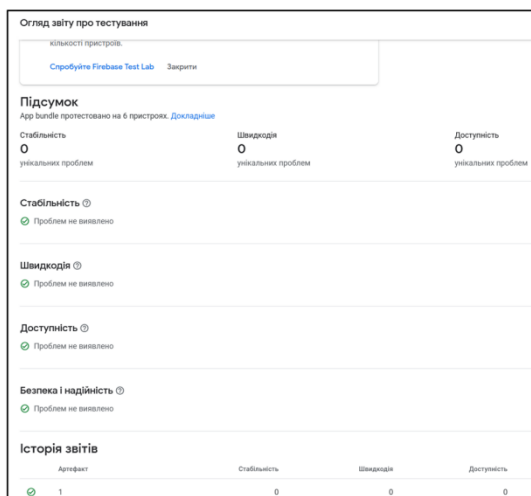 Огляд звіту про тестування
кількості пристроїв.
Спробуйте Firebase Test Lab Закрити
Підсумок
App bundle протестовано на 6 пристроях. Докладніше
Стабільність Швидкодія Доступність
0 0 0
унікальних проблем унікальних проблем унікальних проблем
Стабільність
Проблем не виявлено
Швидкодія
Проблем не виявлено
Доступність
Проблем не виявлено
Безпека і надійність
Проблем не виявлено
Історія звітів
Артефакт Стабільність Швидкодія Доступність
1 0 0 0